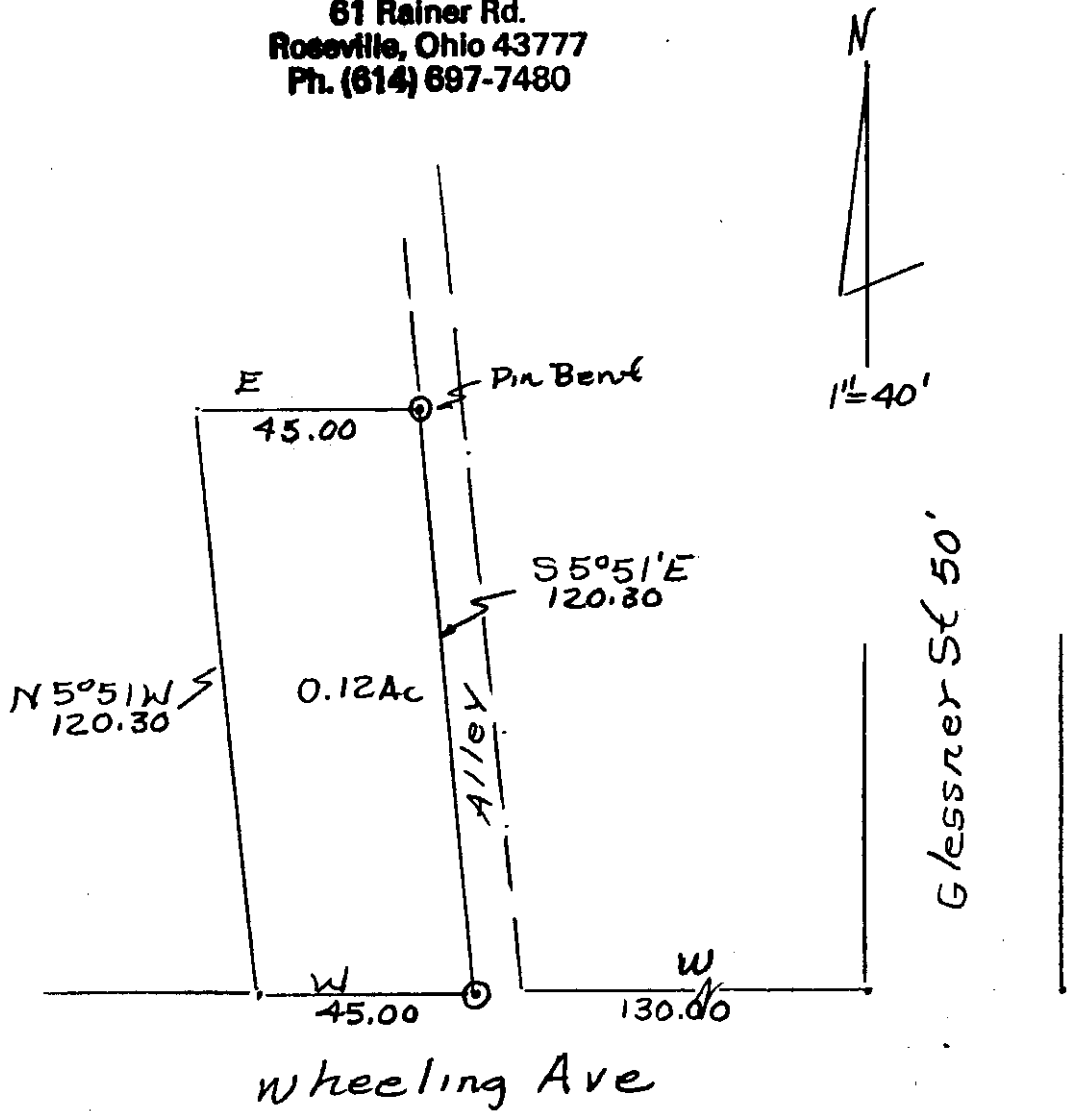 61 Rainer Rd.
Roseville, Ohio 43777
Ph. (614) 697-7480
N
1"=40'
E
45.00
Pin Bent
S 5°51'E
120.30
N 5°51W
120.30
0.12Ac
Alley
Glessner St 50'
W
45.00
W
130.00
Wheeling Ave